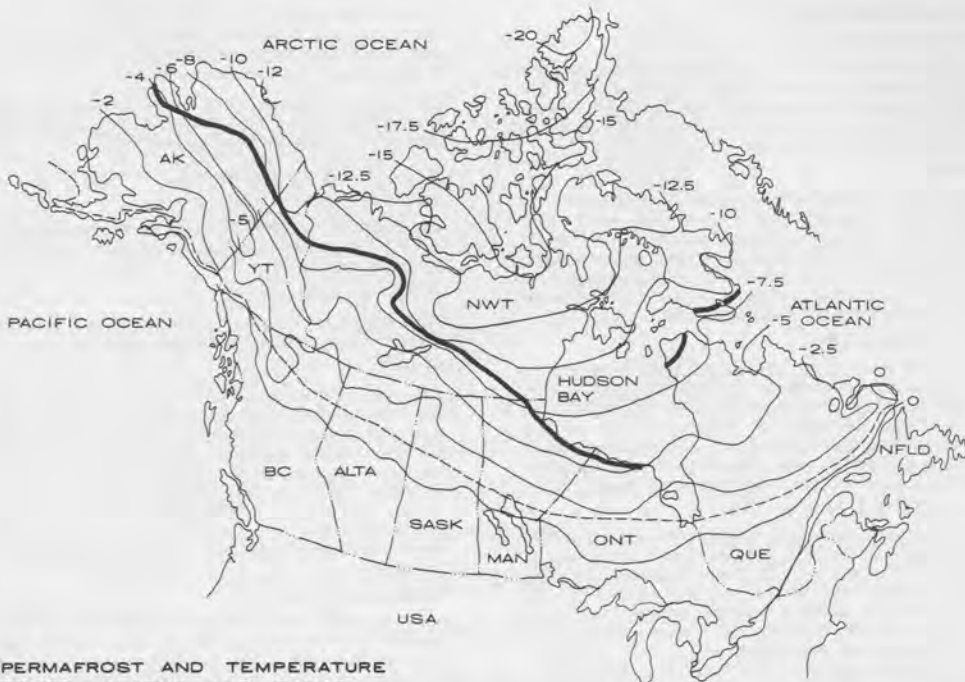 -20
ARCTIC OCEAN
-4 -6 -8 -10 -12
-2
-17.5
-15
-15
AK
-12.5
-12.5
-5
-10
YT
-7.5
NWT
ATLANTIC
PACIFIC OCEAN
-5 OCEAN
-2.5
HUDSON
BAY
0
0
NFLD
BC ALTA
SASK
MAN
ONT
QUE
USA
PERMAFROST AND TEMPERATURE